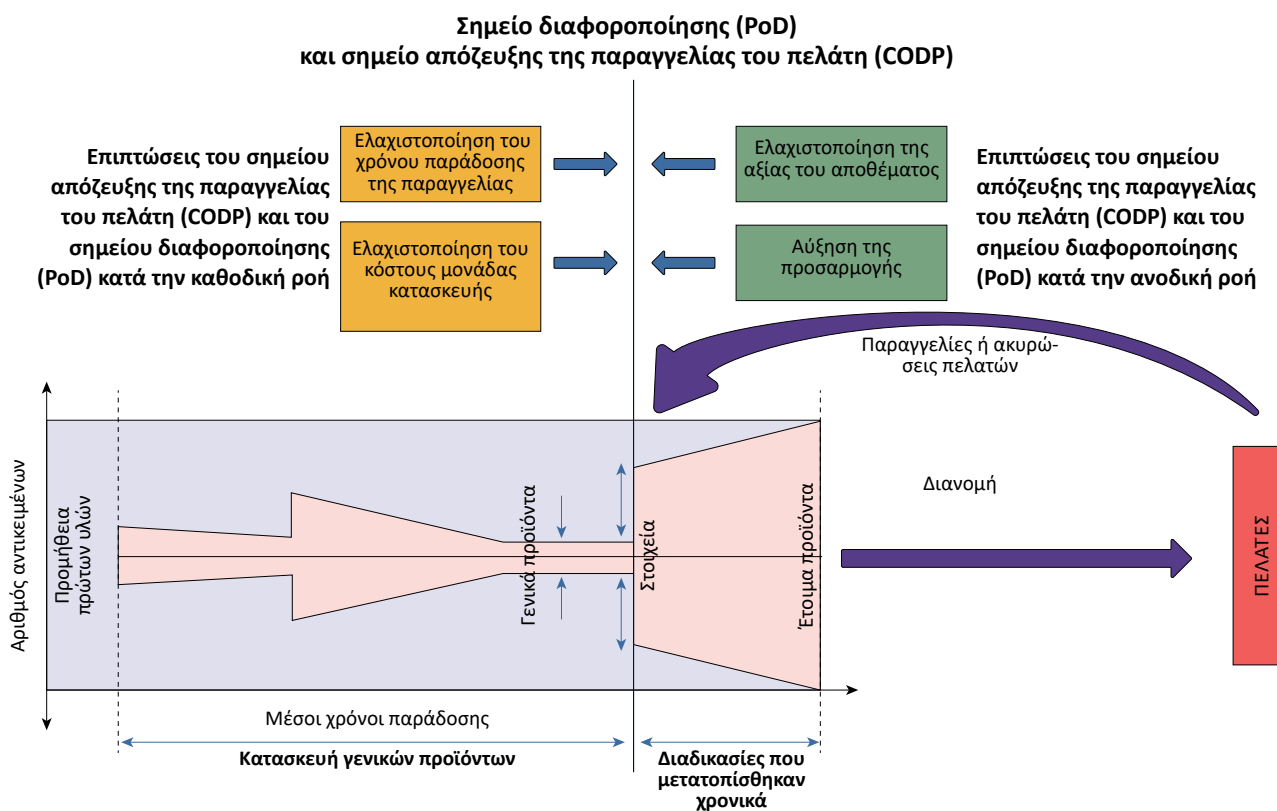 Σημείο διαφοροποίησης (PoD)
και σημείο απόζευξης της παραγγελίας του πελάτη (CODP)
Επιπτώσεις του σημείου
απόζευξης της παραγγελίας
του πελάτη (CODP) και του
σημείου διαφοροποίησης
(PoD) κατά την καθοδική ροή
Ελαχιστοποίηση του
χρόνου παράδοσης
της παραγγελίας
Ελαχιστοποίηση του
κόστους μονάδας
κατασκευής
Ελαχιστοποίηση της
αξίας του αποθέματος
Αύξηση της
προσαρμογής
Επιπτώσεις του σημείου
απόζευξης της παραγγελίας
του πελάτη (CODP) και του
σημείου διαφοροποίησης
(PoD) κατά την ανοδική ροή
Παραγγελίες ή ακυρώ-
σεις πελατών
Αριθμός αντικειμένων
Προμήθεια
πρώτων υλών
Γενικά προϊόντα
Στοιχεία
Έτοιμα προϊόντα
Διανομή
ΠΕΛΑΤΕΣ
Μέσοι χρόνοι παράδοσης
Κατασκευή γενικών προϊόντων
Διαδικασίες που
μετατοπίσθηκαν
χρονικά